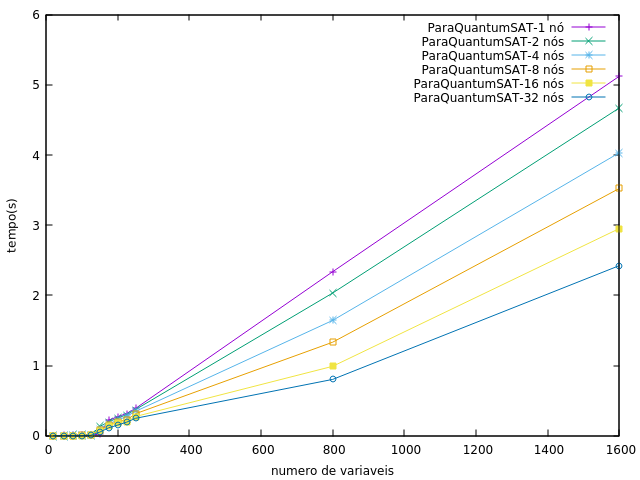 6
5
4
3
2
1
0
tempo(s)
ParaQuantumSAT-1 nó
ParaQuantumSAT-2 nós
ParaQuantumSAT-4 nós
ParaQuantumSAT-8 nós
ParaQuantumSAT-16 nós
ParaQuantumSAT-32 nós
0 200 400 600 800 1000 1200 1400 1600
numero de variaveis